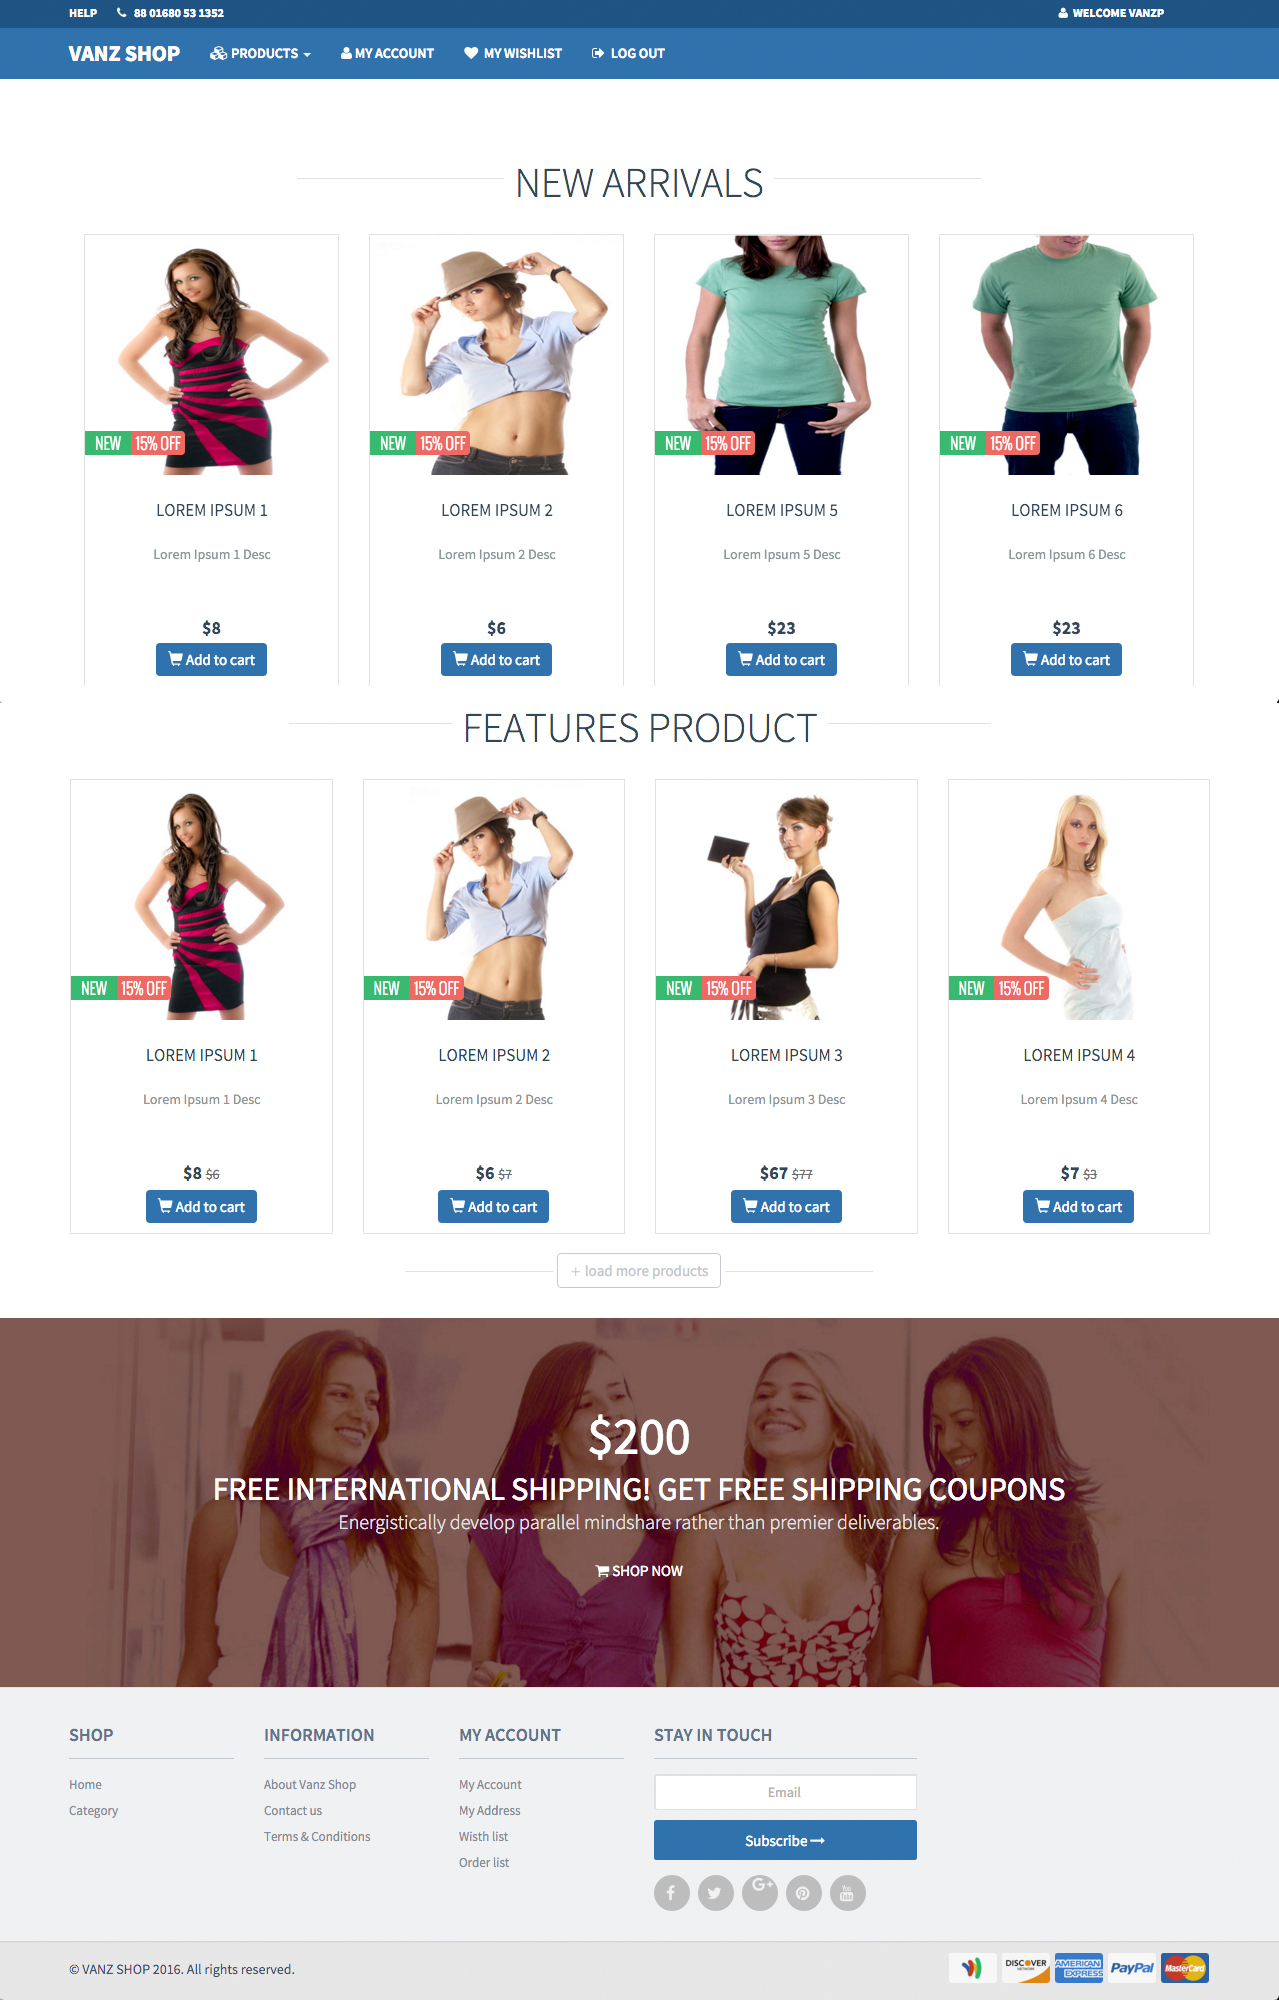 HELP 88 01680 53 1352 WELCOME VANZP
VANZ SHOP PRODUCTS MY ACCOUNT MY WISHLIST LOG OUT
NEW ARRIVALS
NEW 15% OFF NEW 15% OFF NEW 15% OFF NEW 15% OFF
LOREM IPSUM 1 LOREM IPSUM 2 LOREM IPSUM 5 LOREM IPSUM 6
Lorem Ipsum 1 Desc Lorem Ipsum 2 Desc Lorem Ipsum 5 Desc Lorem Ipsum 6 Desc
$8 $6 $23 $23
Add to cart Add to cart Add to cart Add to cart
FEATURES PRODUCT
NEW 15% OFF NEW 15% OFF NEW 15% OFF NEW 15% OFF
LOREM IPSUM 1 LOREM IPSUM 2 LOREM IPSUM 3 LOREM IPSUM 4
Lorem Ipsum 1 Desc Lorem Ipsum 2 Desc Lorem Ipsum 3 Desc Lorem Ipsum 4 Desc
$8 $6 $6 $7 $67 $77 $7 $3
Add to cart Add to cart Add to cart Add to cart
+ load more products
$200
FREE INTERNATIONAL SHIPPING! GET FREE SHIPPING COUPONS
Energistically develop parallel mindshare rather than premier deliverables.
SHOP NOW
SHOP INFORMATION MY ACCOUNT STAY IN TOUCH
Home About Vanz Shop My Account Email
Category Contact us My Address
Terms & Conditions Wisth list Subscribe
Order list
G+ You Tube
© VANZ SHOP 2016. All rights reserved. DISCOVER NETWORK AMERICAN EXPRESS PayPal MasterCard